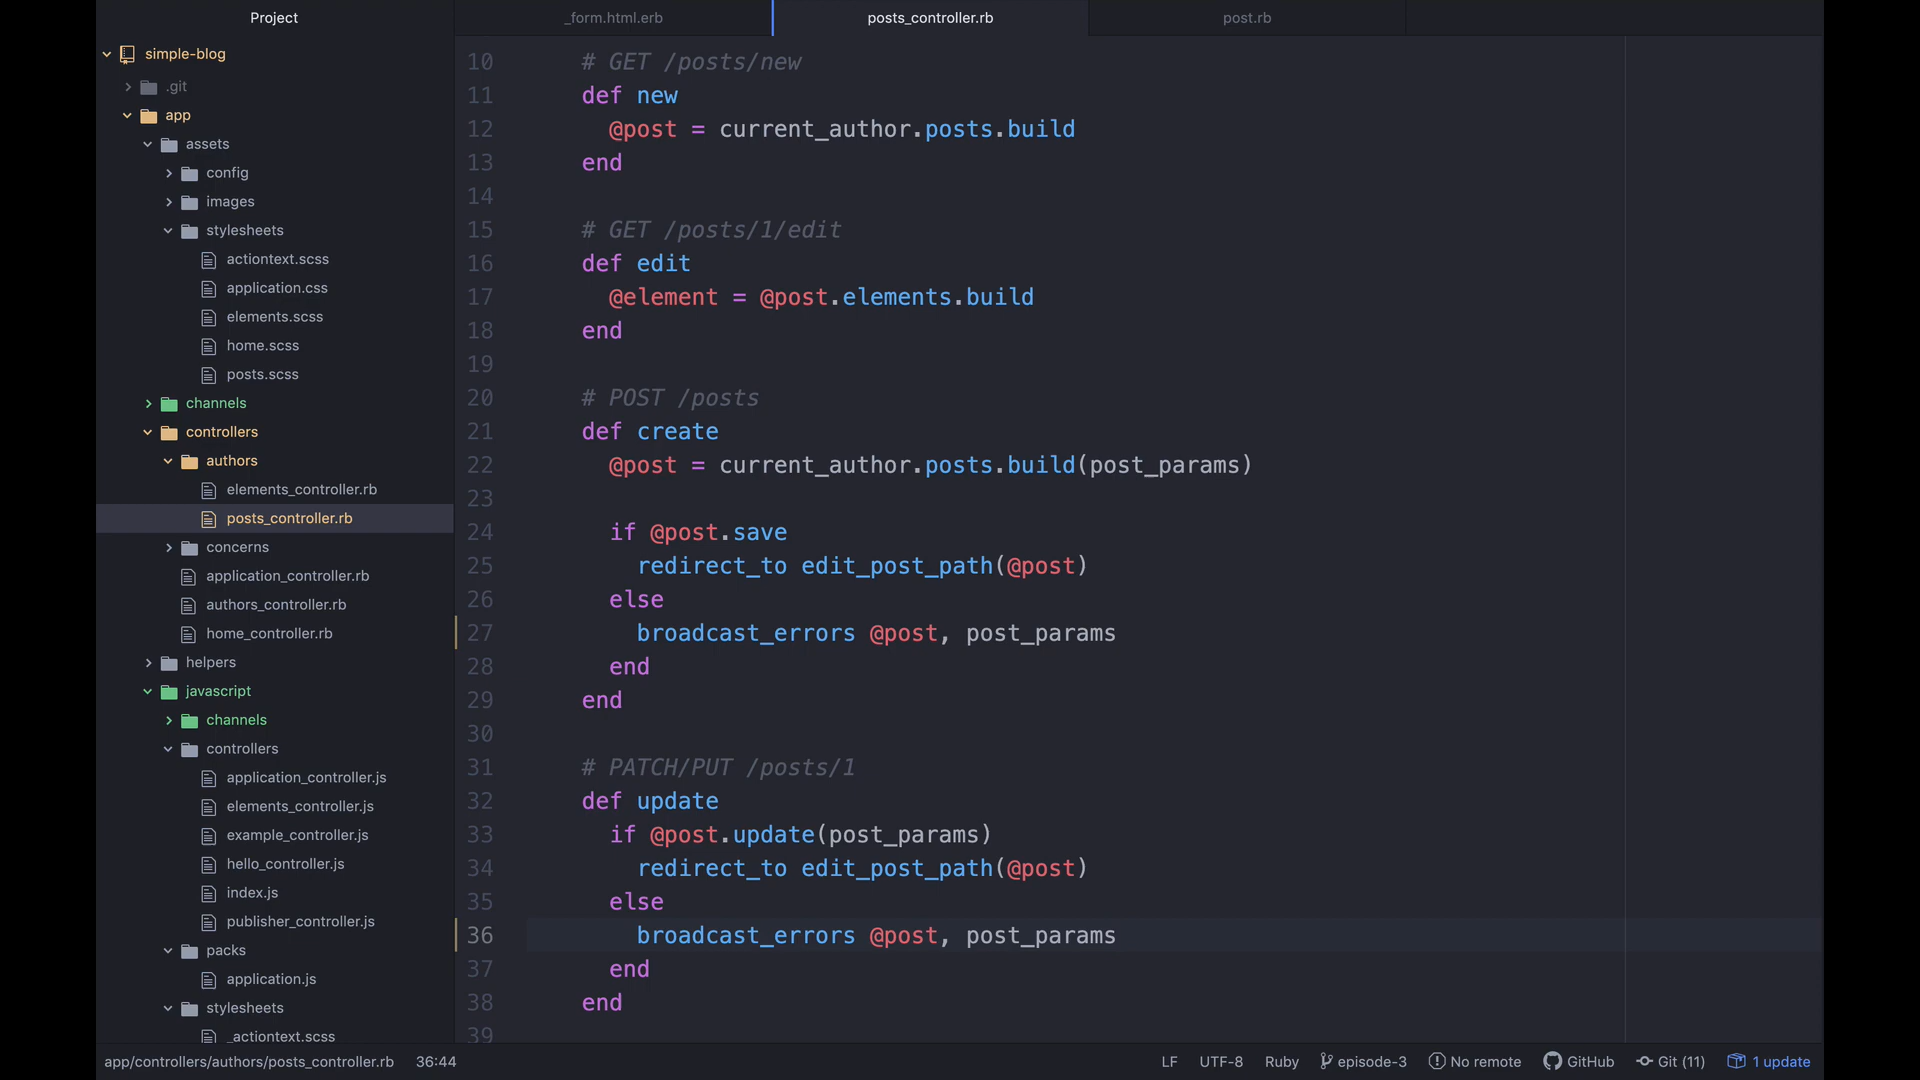 Project
simple-blog
.git
app
assets
config
images
stylesheets
actiontext.scss
application.css
elements.scss
home.scss
posts.scss
channels
controllers
authors
elements_controller.rb
posts_controller.rb
concerns
application_controller.rb
authors_controller.rb
home_controller.rb
helpers
javascript
channels
controllers
application_controller.js
elements_controller.js
example_controller.js
hello_controller.js
index.js
publisher_controller.js
packs
application.js
stylesheets
_actiontext.scss
_form.html.erb posts_controller.rb post.rb
10 # GET /posts/new
11 def new
12 @post = current_author.posts.build
13 end
14
15 # GET /posts/1/edit
16 def edit
17 @element = @post.elements.build
18 end
19
20 # POST /posts
21 def create
22 @post = current_author.posts.build(post_params)
23
24 if @post.save
25 redirect_to edit_post_path(@post)
26 else
27 broadcast_errors @post, post_params
28 end
29 end
30
31 # PATCH/PUT /posts/1
32 def update
33 if @post.update(post_params)
34 redirect_to edit_post_path(@post)
35 else
36 broadcast_errors @post, post_params
37 end
38 end
39
app/controllers/authors/posts_controller.rb 36:44 LF UTF-8 Ruby episode-3 No remote GitHub Git (11) 1 update